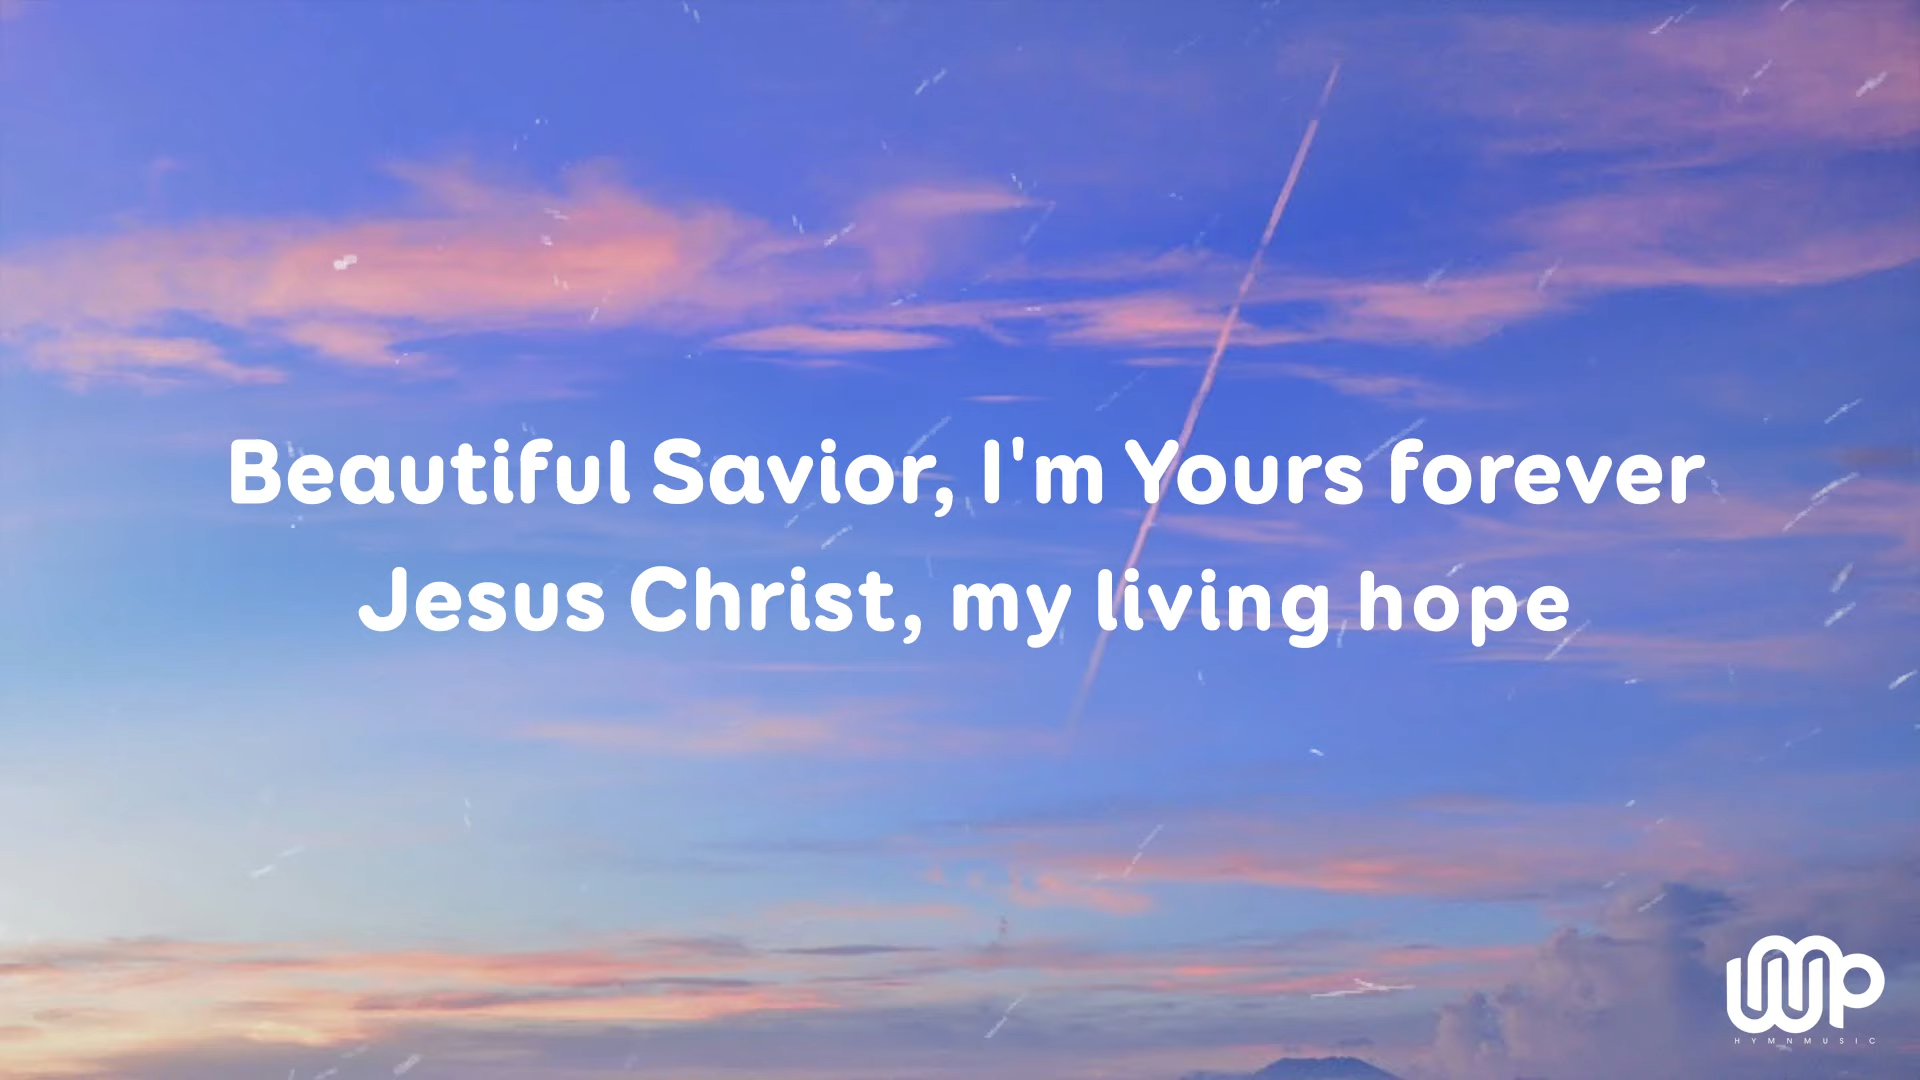 Beautiful Savior, I'm Yours forever
Jesus Christ, my living hope
HYMNMUSIC